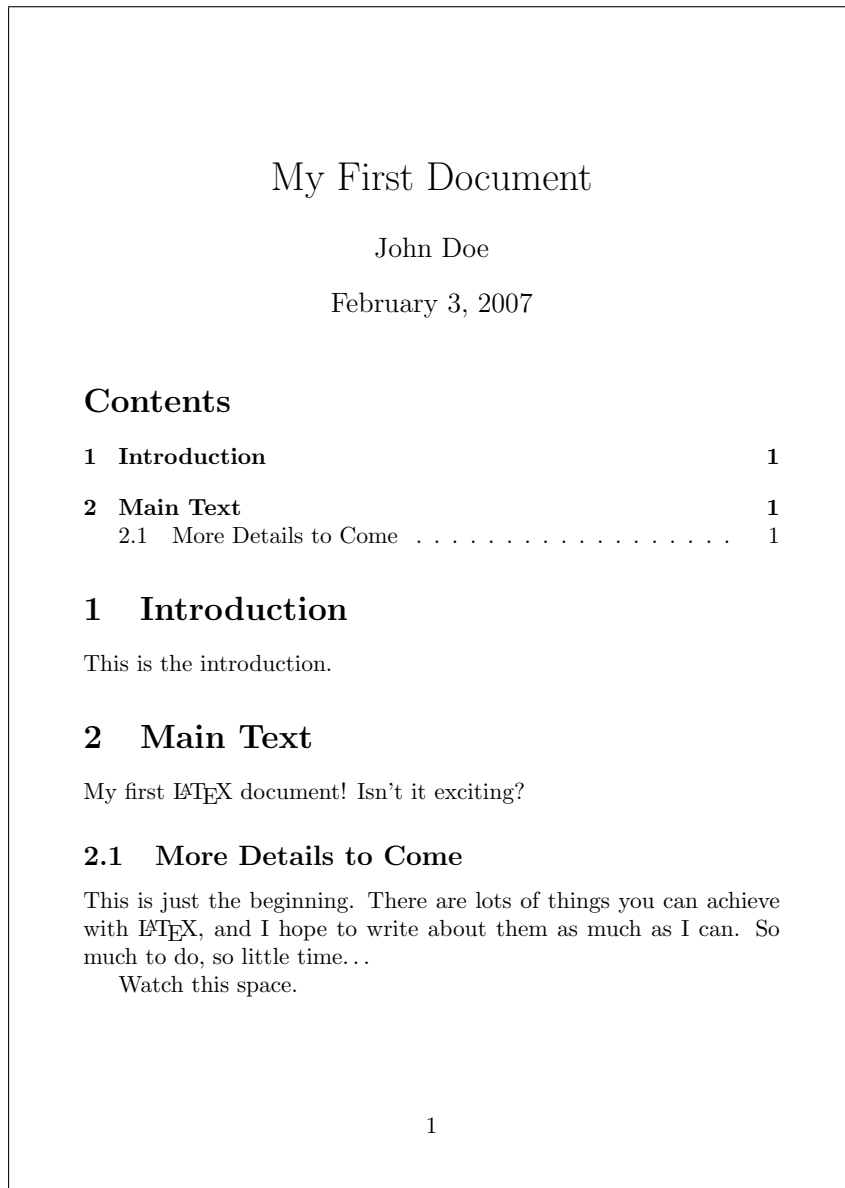 My First Document
John Doe
February 3, 2007
Contents
1 Introduction 1
2 Main Text 1
2.1 More Details to Come . . . . . . . . . . . . . . . . . . 1
1 Introduction
This is the introduction.
2 Main Text
My first LATEX document! Isn't it exciting?
2.1 More Details to Come
This is just the beginning. There are lots of things you can achieve
with LATEX, and I hope to write about them as much as I can. So
much to do, so little time...
Watch this space.
1